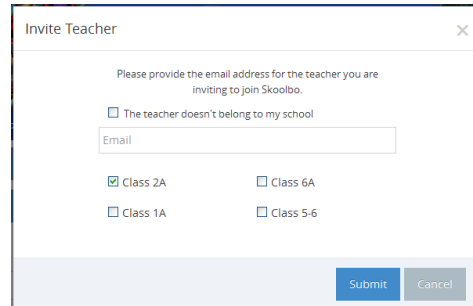 Invite Teacher
Please provide the email address for the teacher you are
inviting to join Skoolbo.
The teacher doesn't belong to my school
Email
Class 2A
Class 6A
Class 1A
Class 5-6
Submit
Cancel